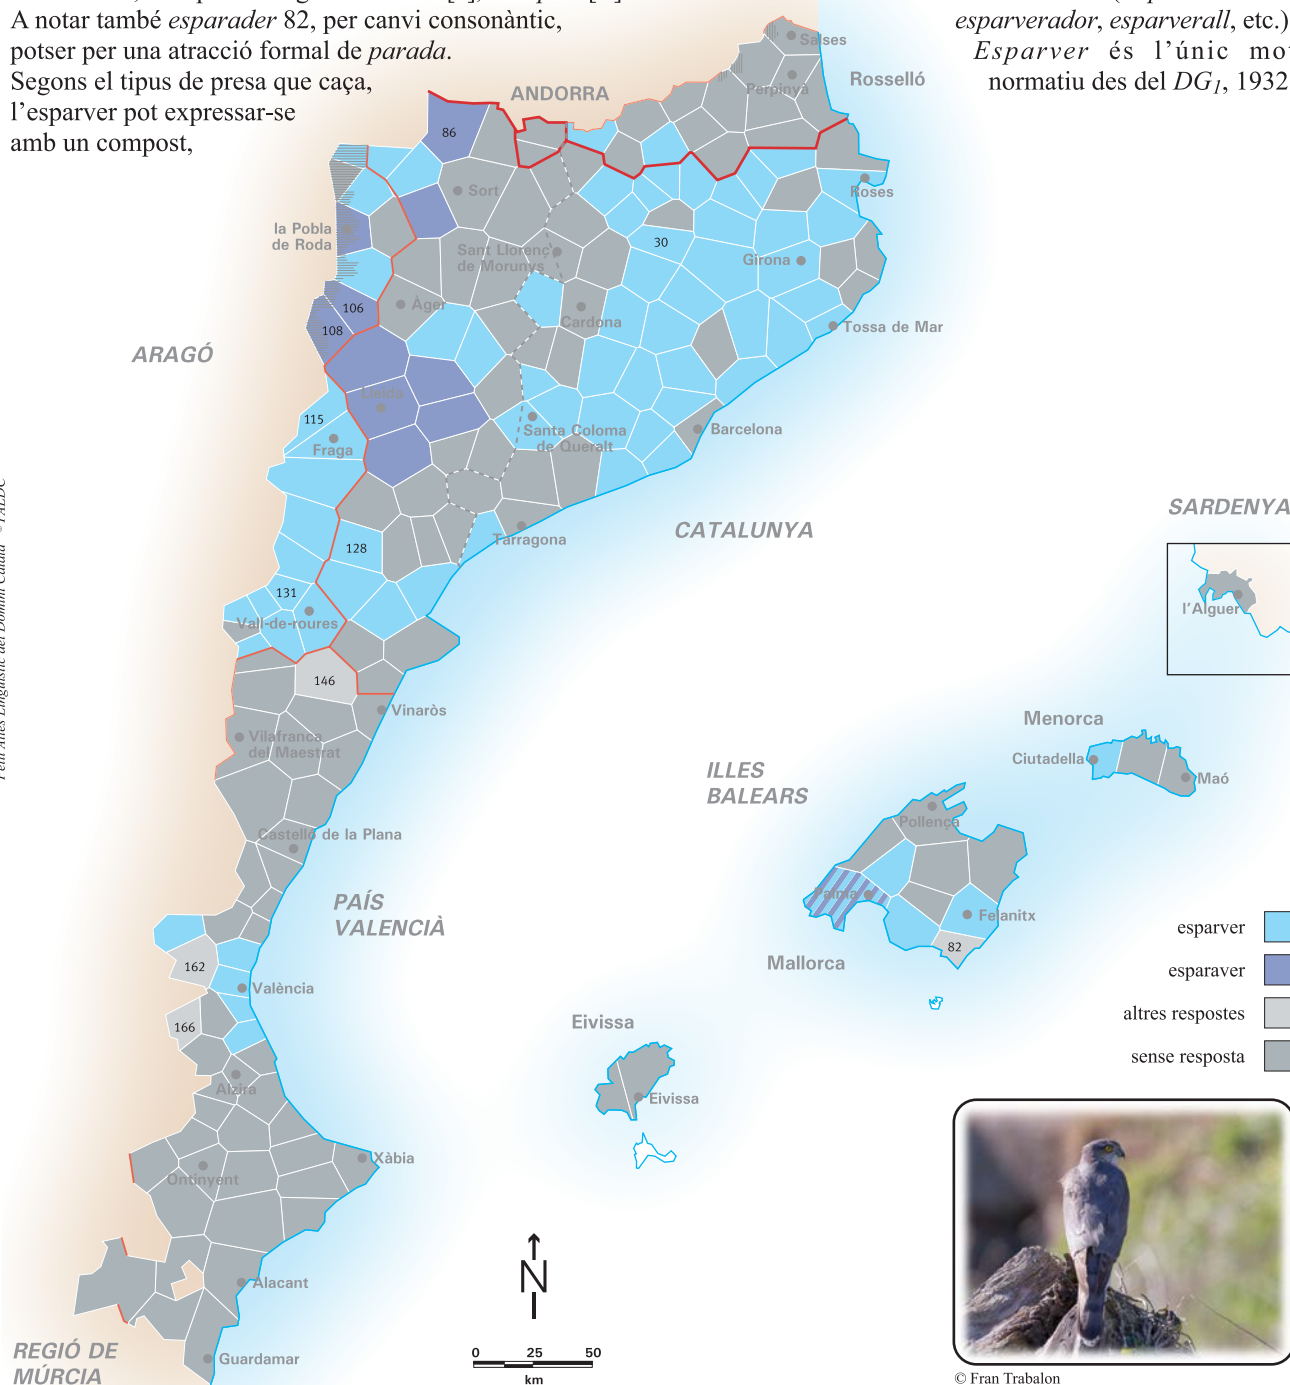 A notar també esparader 82, per canvi consonàntic,
potser per una atracció formal de parada.
Segons el tipus de presa que caça,
l'esparver pot expressar-se
amb un compost,
esparverador, esparverall, etc.)
Esparver és l'únic mo
normatiu des del DG1, 1932
Salses
Rosselló
Perpinyà
ANDORRA
86
Sort
Roses
la Pobla
de Roda
30
Sant Llorenç
de Morunys
Girona
106
Àger
108
Cardona
Tossa de Mar
ARAGÓ
Lleida
115
Fraga
Santa Coloma
de Queralt
Barcelona
SARDENYA
CATALUNYA
Tarragona
128
131
l'Alguer
Vall-de-roures
146
Vinaròs
Vilafranca
del Maestrat
Menorca
Ciutadella
Maó
ILLES
BALEARS
Pollença
Castelló de la Plana
PAÍS
VALENCIÀ
Palma
Felanitx
82
Mallorca
162
València
166
Eivissa
Eivissa
Alzira
Xàbia
Ontinyent
Alacant
Guardamar
REGIÓ DE
MÚRCIA
esparver
esparaver
altres respostes
sense resposta
N
0 25 50
km
© Fran Trabalon